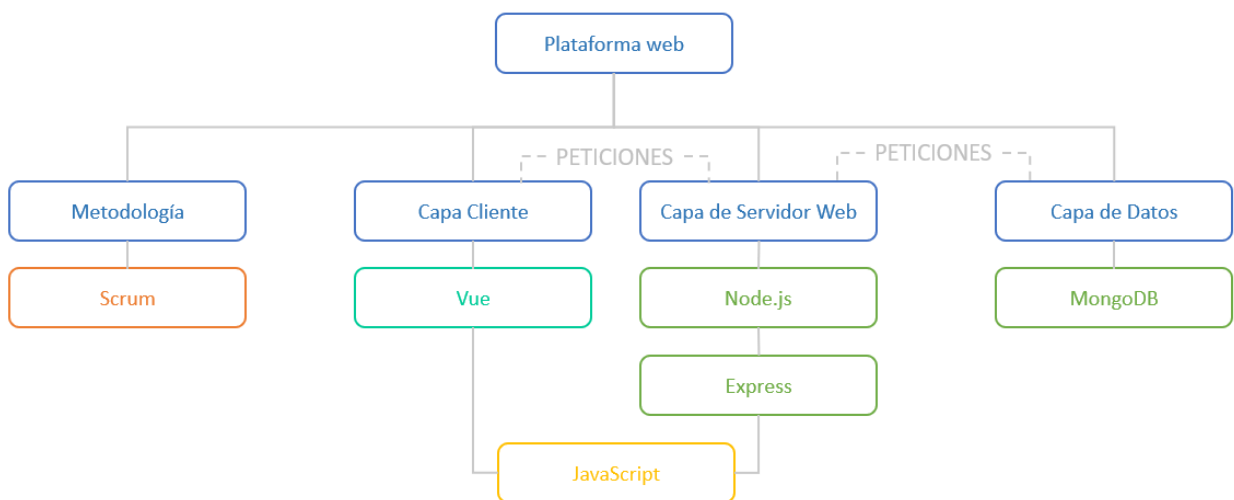 Plataforma web
PETICIONES
PETICIONES
Metodología
Capa Cliente
Capa de Servidor Web
Capa de Datos
Scrum
Vue
Node.js
MongoDB
Express
JavaScript